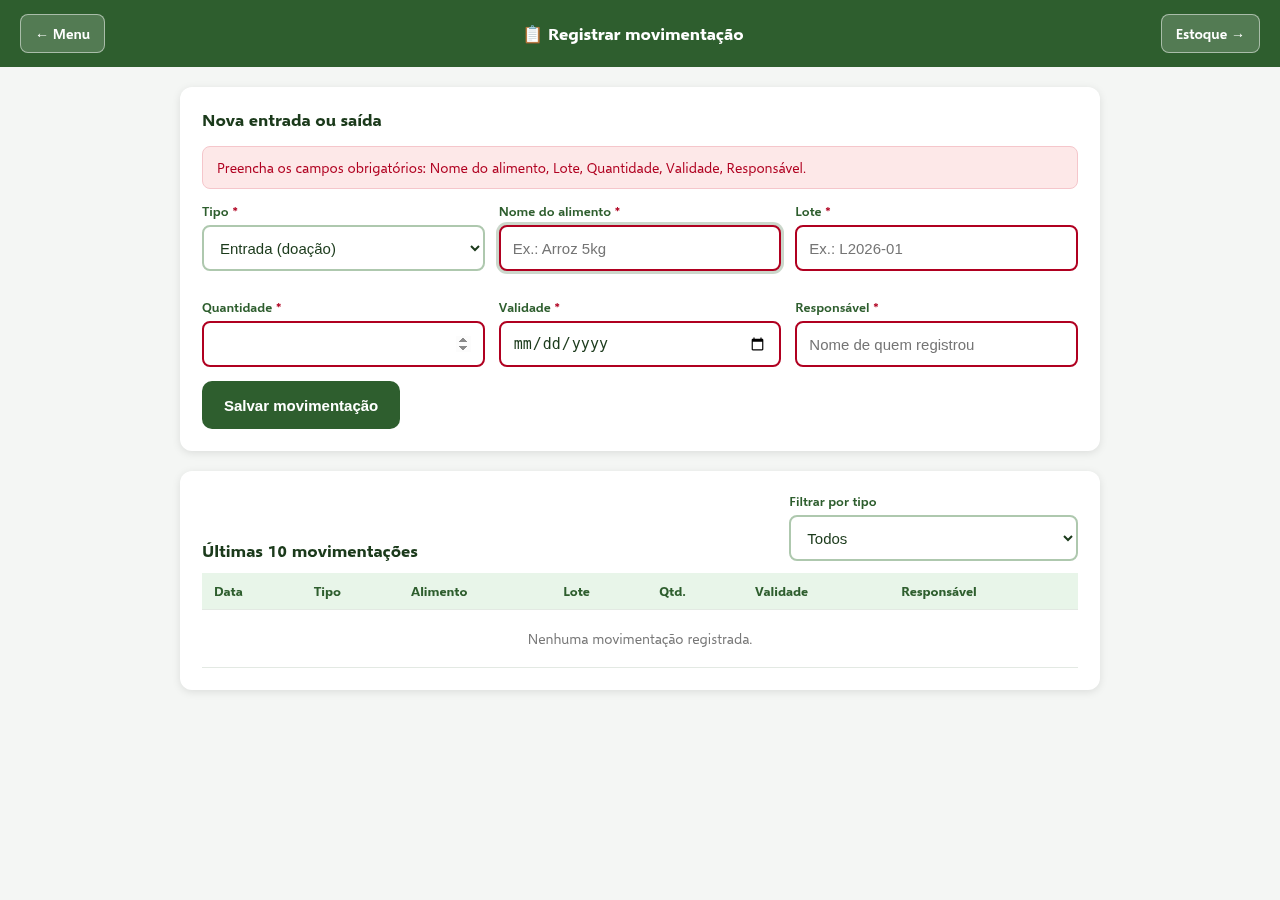 ← Menu
📋 Registrar movimentação
Estoque →
Nova entrada ou saída
Preencha os campos obrigatórios: Nome do alimento, Lote, Quantidade, Validade, Responsável.
Tipo *
Nome do alimento *
Lote *
Entrada (doação)
Ex.: Arroz 5kg
Ex.: L2026-01
Quantidade *
Validade *
Responsável *
mm/dd/yyyy
Nome de quem registrou
Salvar movimentação
Filtrar por tipo
Todos
Últimas 10 movimentações
Data Tipo Alimento Lote Qtd. Validade Responsável
Nenhuma movimentação registrada.